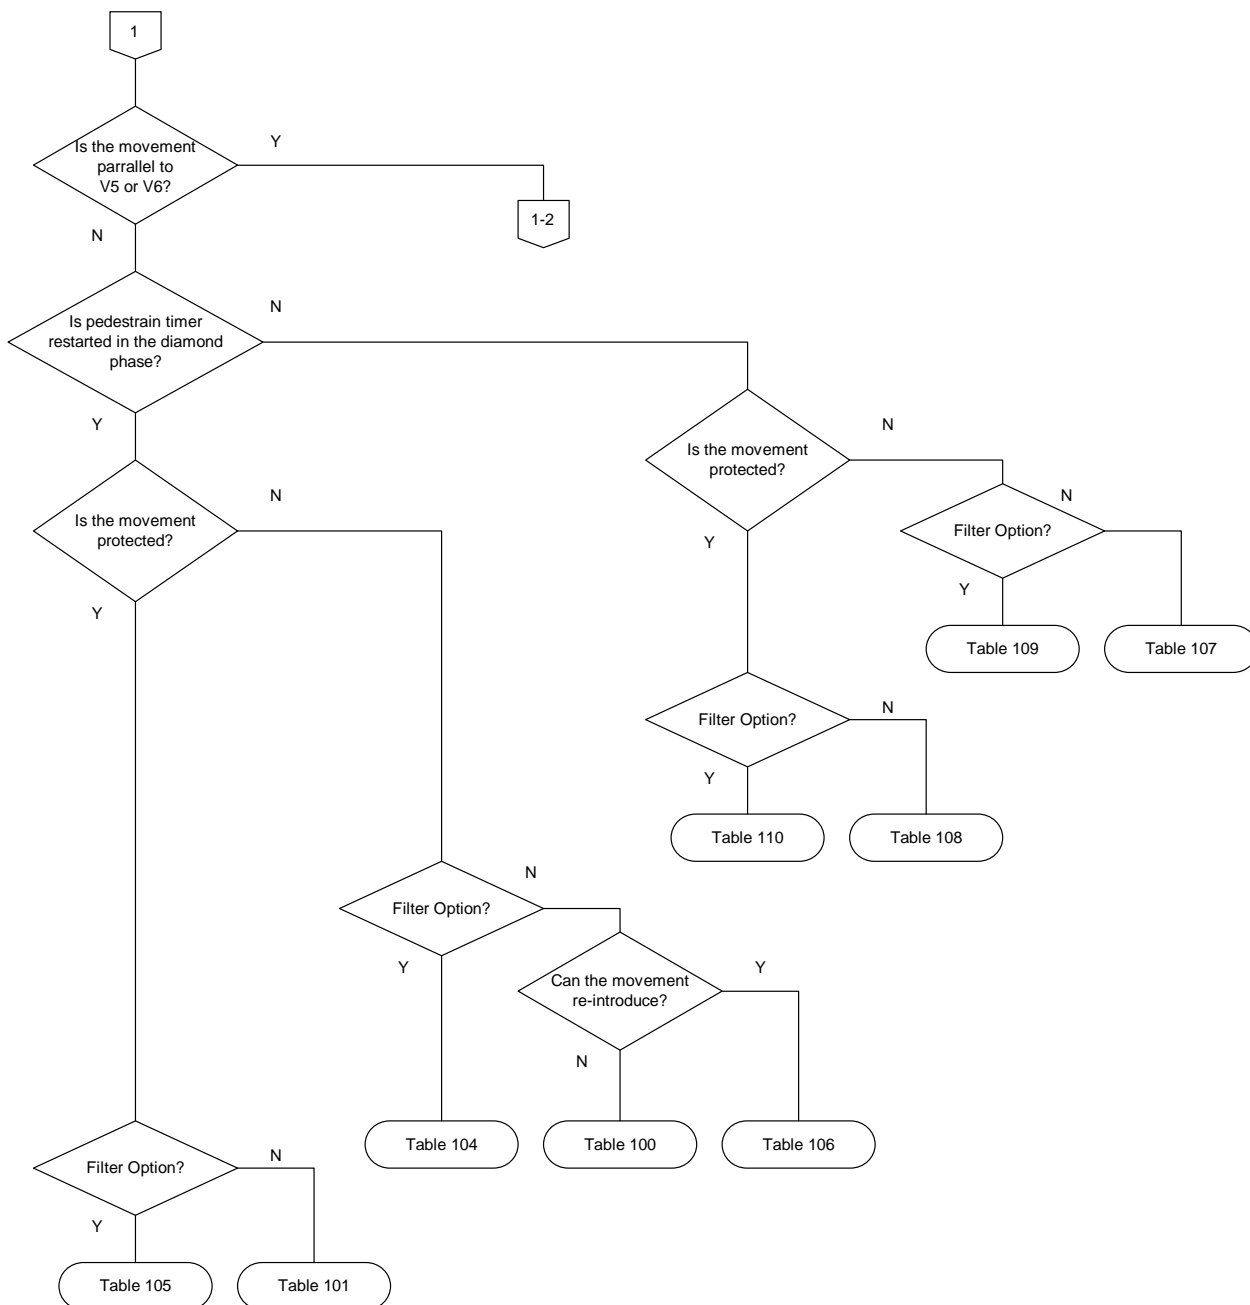 1
Is the movement
parrallel to
V5 or V6?
Y
1-2
N
Is pedestrain timer
restarted in the diamond
phase?
N
Y
Is the movement
protected?
N
Y
Is the movement
protected?
N
Y
Filter Option?
N
Y
Table 109
Table 107
Filter Option?
N
Y
Table 110
Table 108
Filter Option?
N
Y
Can the movement
re-introduce?
Y
N
Table 104
Table 100
Table 106
Filter Option?
N
Y
Table 105
Table 101